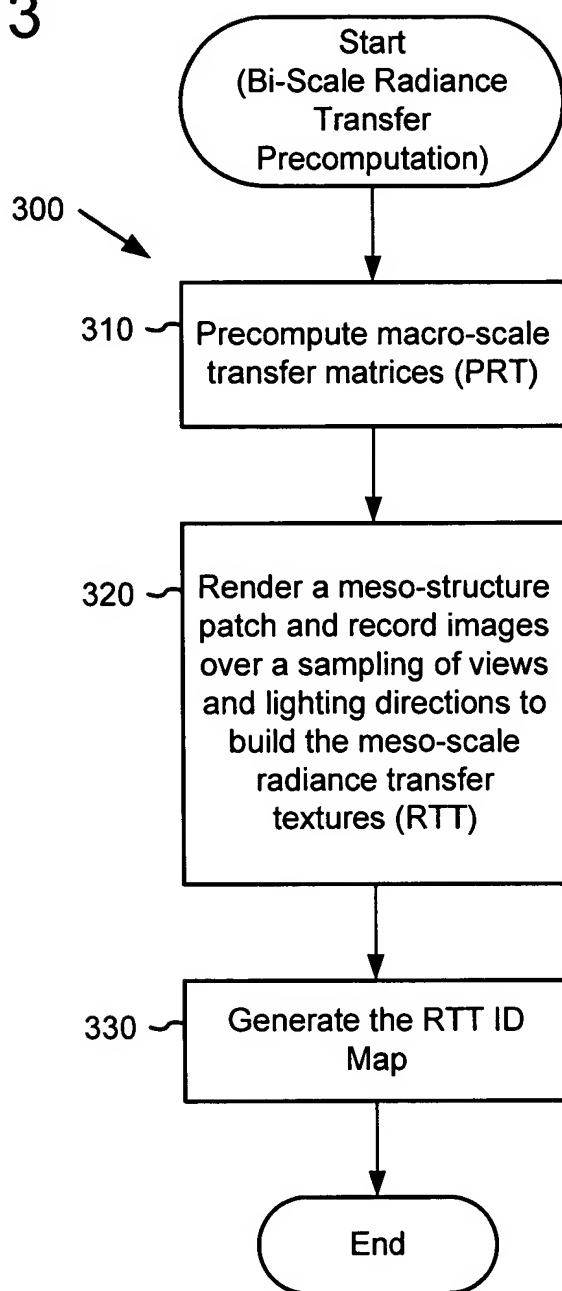 3
Start
(Bi-Scale Radiance
Transfer
Precomputation)
300
310
Precompute macro-scale
transfer matrices (PRT)
320
Render a meso-structure
patch and record images
over a sampling of views
and lighting directions to
build the meso-scale
radiance transfer
textures (RTT)
330
Generate the RTT ID
Map
End